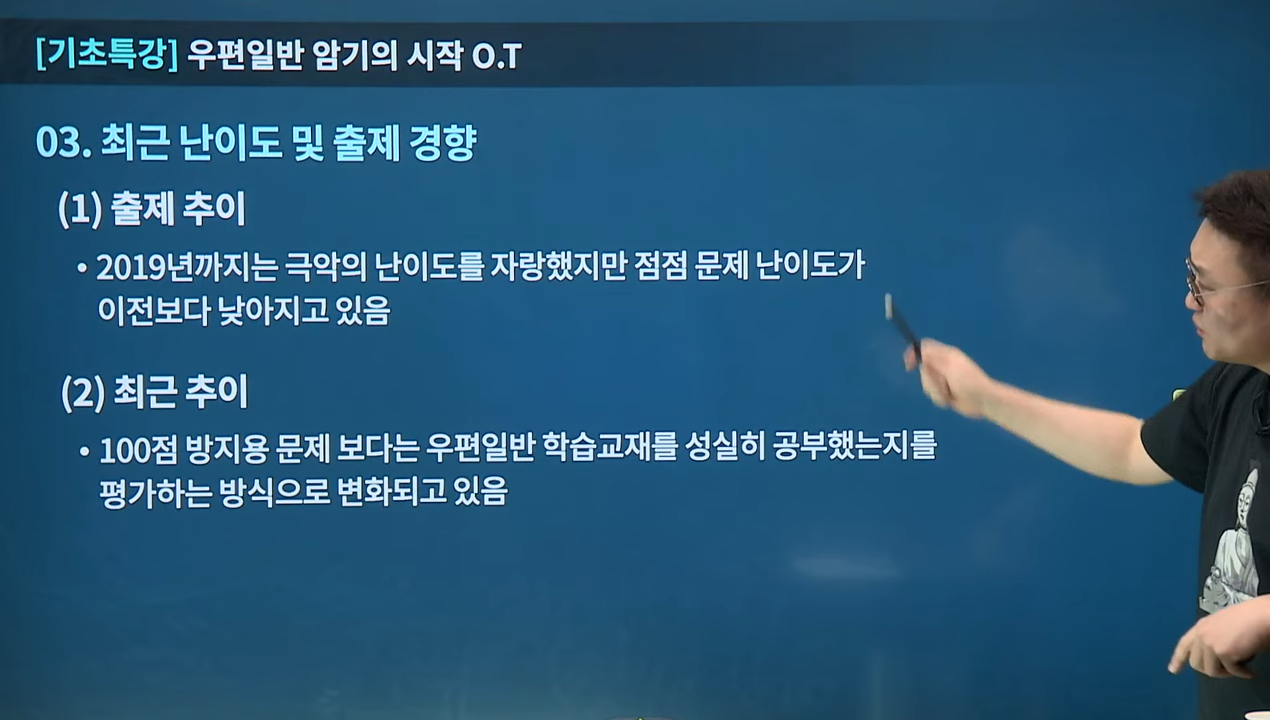 [기초특강] 우편일반 암기의 시작 O.T
03. 최근 난이도 및 출제 경향
(1) 출제 추이
• 2019년까지는 극악의 난이도를 자랑했지만 점점 문제 난이도가
이전보다 낮아지고 있음
(2) 최근 추이
• 100점 방지용 문제 보다는 우편일반 학습교재를 성실히 공부했는지를
평가하는 방식으로 변화되고 있음